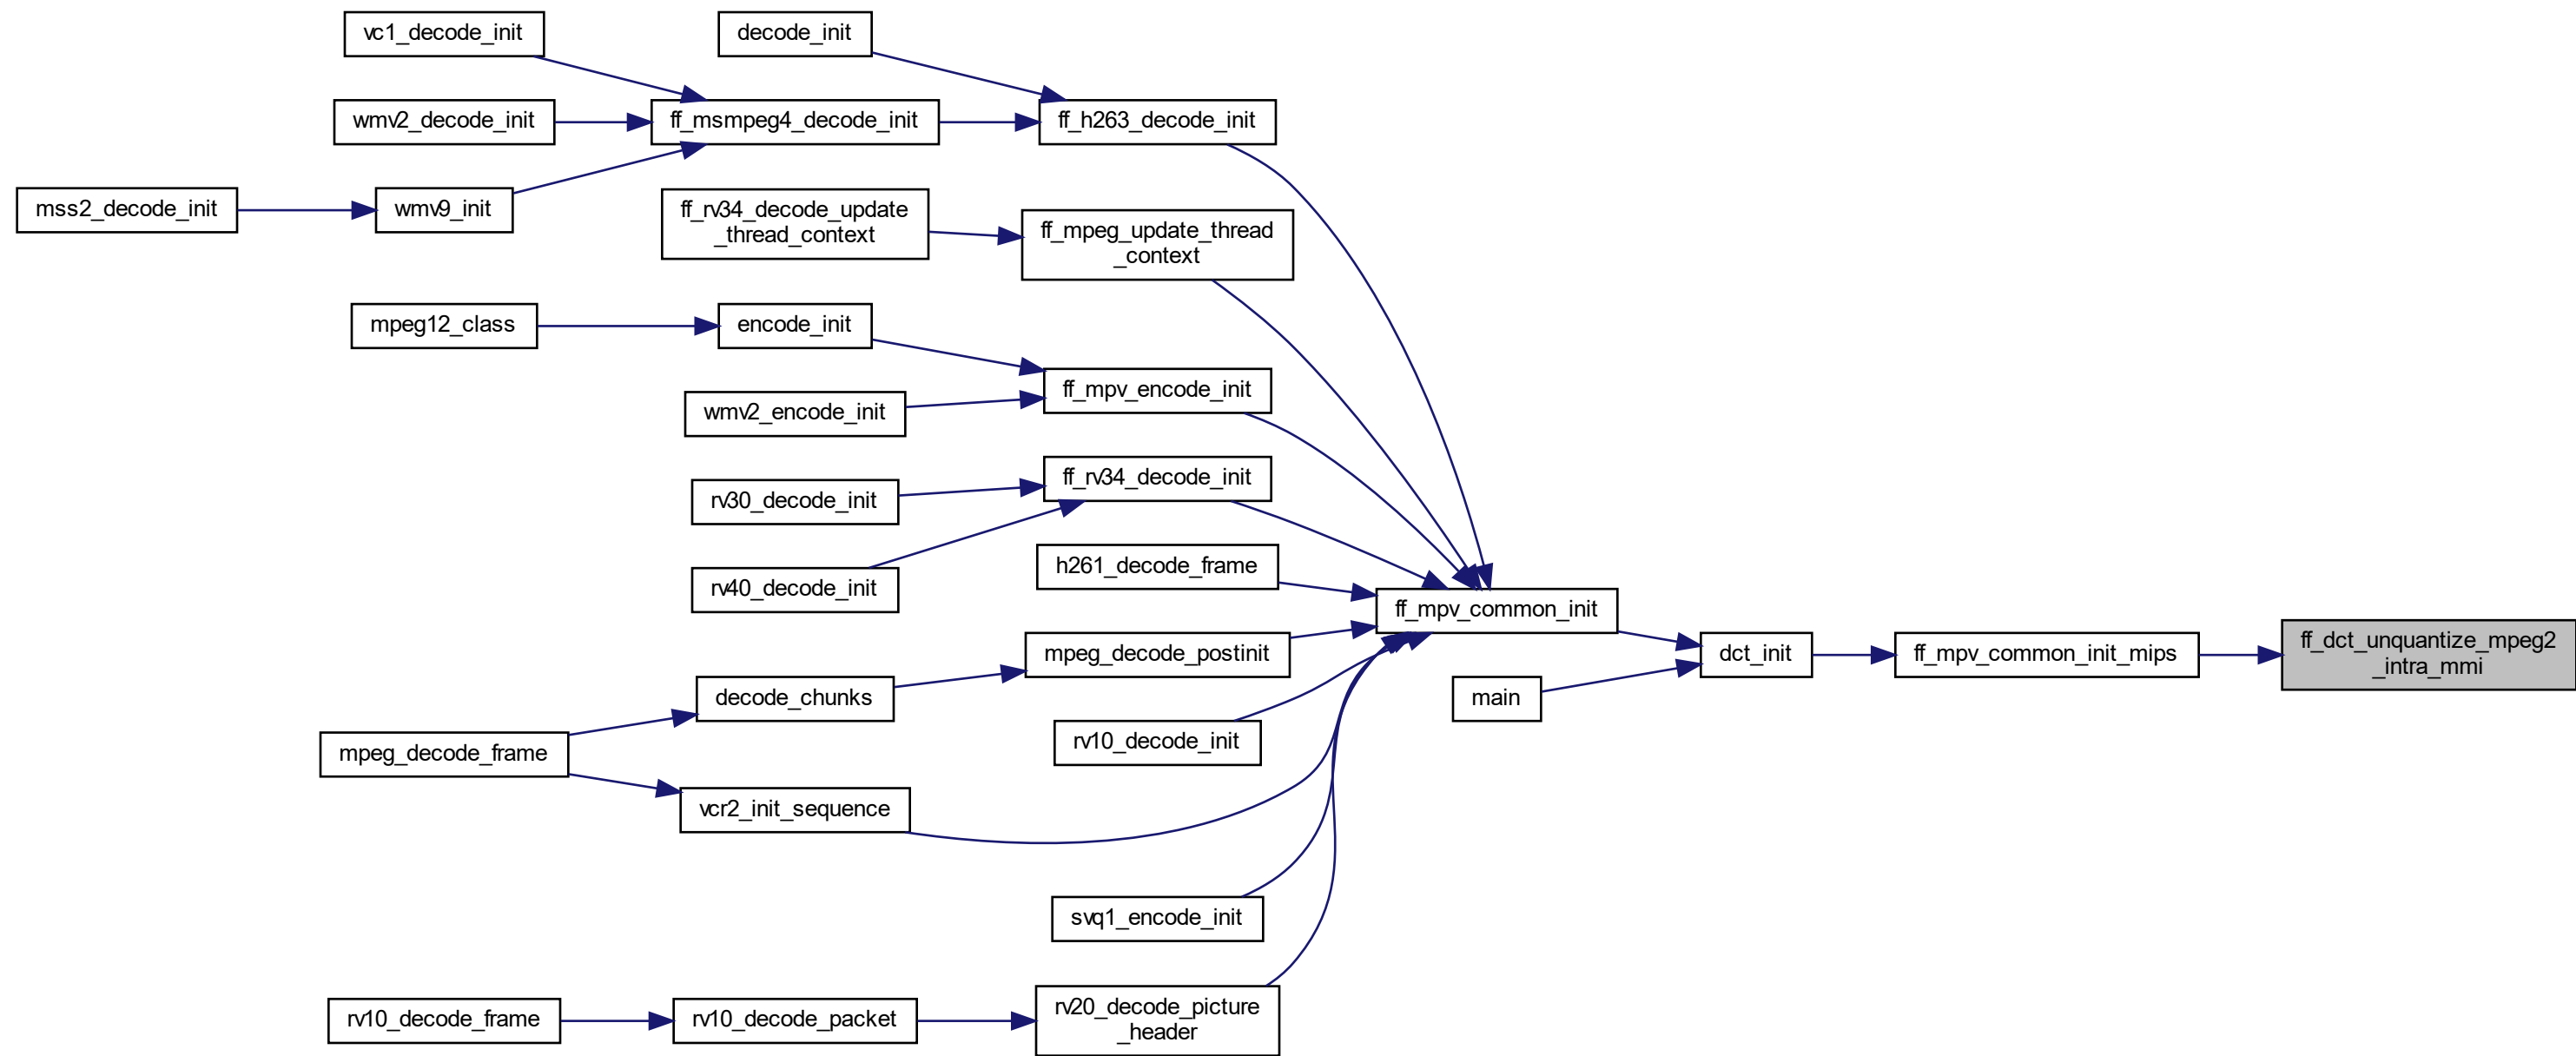 vc1_decode_init
decode_init
wmv2_decode_init
ff_msmpeg4_decode_init
ff_h263_decode_init
mss2_decode_init
wmv9_init
ff_rv34_decode_update
_thread_context
ff_mpeg_update_thread
_context
mpeg12_class
encode_init
ff_mpv_encode_init
wmv2_encode_init
ff_rv34_decode_init
rv30_decode_init
h261_decode_frame
rv40_decode_init
ff_mpv_common_init
mpeg_decode_postinit
dct_init
ff_mpv_common_init_mips
ff_dct_unquantize_mpeg2
_intra_mmi
decode_chunks
main
rv10_decode_init
mpeg_decode_frame
vcr2_init_sequence
svq1_encode_init
rv10_decode_frame
rv10_decode_packet
rv20_decode_picture
_header